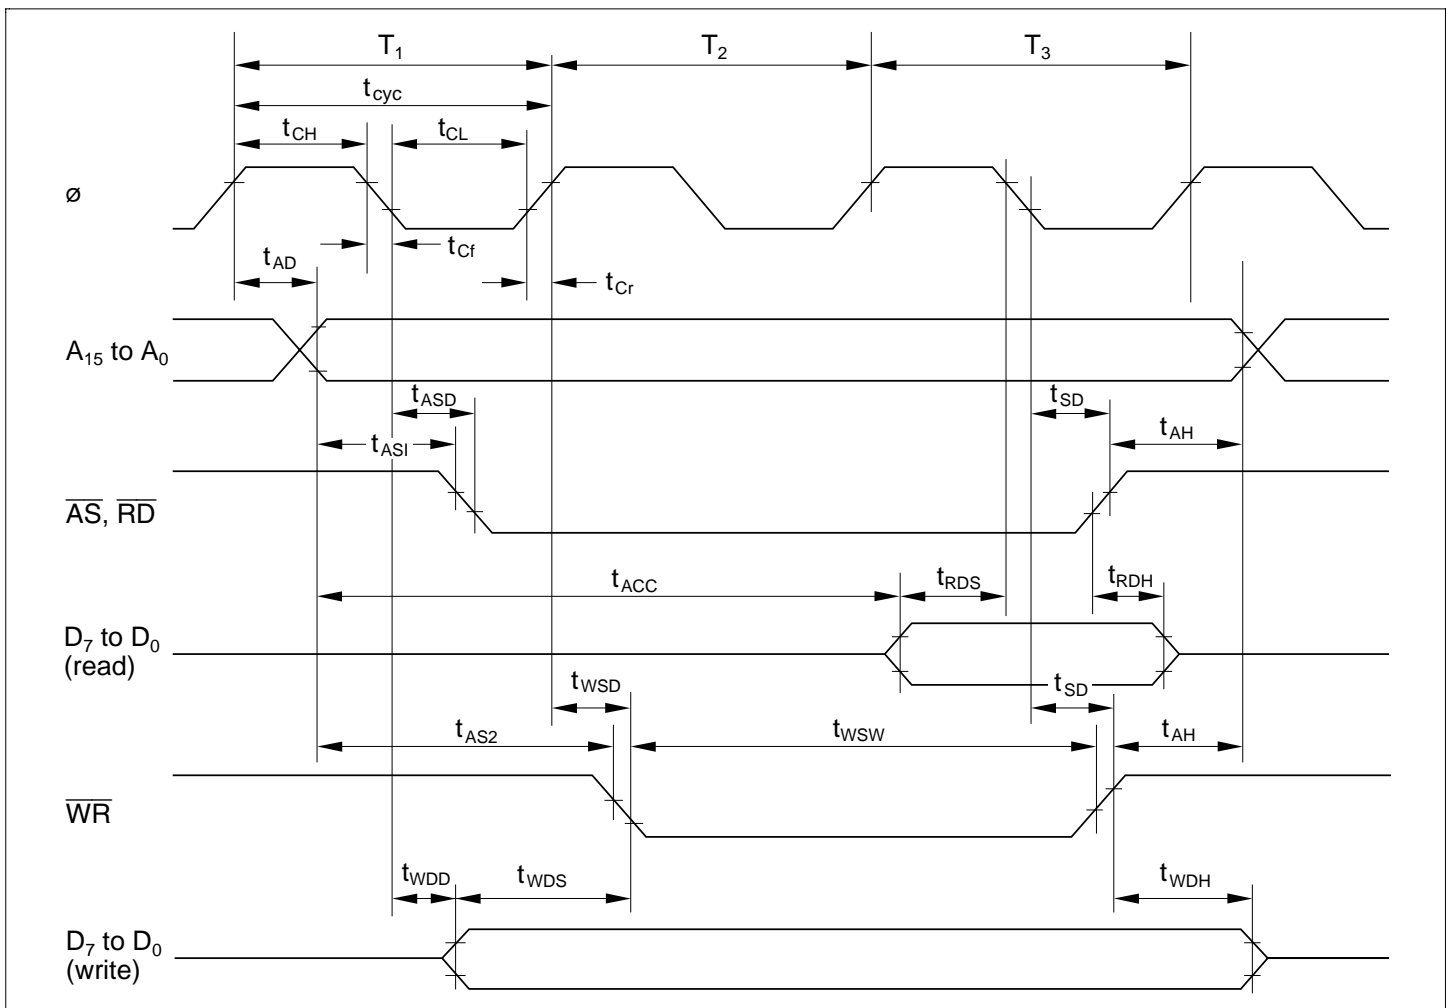 T1 T2 T3
tcyc
tCH tCL
ø
tCf
tAD
tCr
A15 to A0
tASD tSD
tASI tAH
AS, RD
tACC tRDS tRDH
D7 to D0
(read)
tWSD tSD
tAS2 tWSW tAH
WR
tWDD tWDS tWDH
D7 to D0
(write)